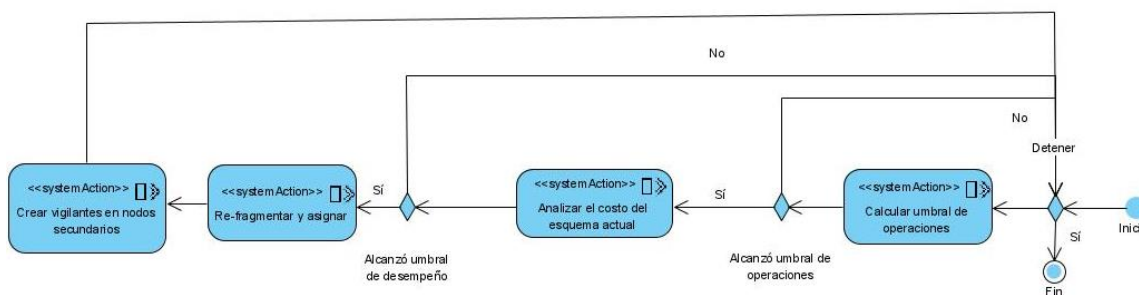 No
No
Detener
<<systemAction>>
Crear vigilantes en nodos
secundarios
<<systemAction>>
Re-fragmentar y asignar
Sí
<<systemAction>>
Analizar el costo del
esquema actual
Sí
<<systemAction>>
Calcular umbral de
operaciones
Inici
Sí
Alcanzó umbral
de desempeño
Alcanzó umbral de
operaciones
Fin